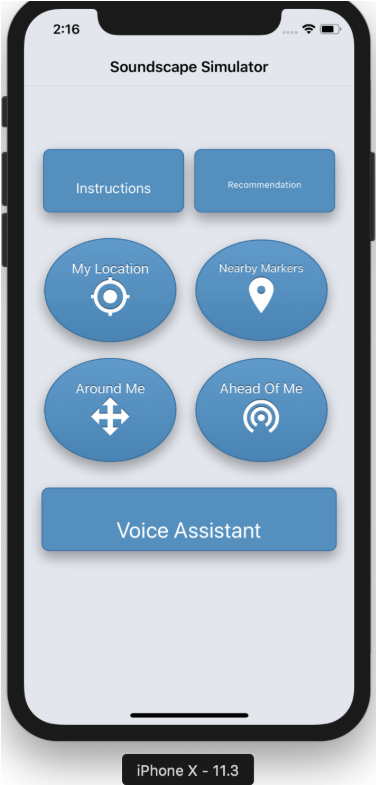 2:16
Soundscape Simulator
Instructions
Recommendation
My Location
Nearby Markers
Around Me
Ahead Of Me
Voice Assistant
iPhone X - 11.3